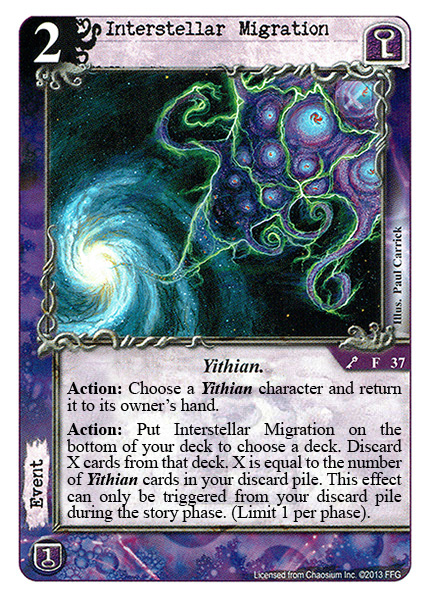 2
Interstellar Migration
Illus. Paul Carrick
Yithian.
F 37
Action: Choose a Yithian character and return
it to its owner's hand.
Action: Put Interstellar Migration on the
bottom of your deck to choose a deck. Discard
X cards from that deck. X is equal to the number
of Yithian cards in your discard pile. This effect
can only be triggered from your discard pile
during the story phase. (Limit 1 per phase).
Event
1
Licensed from Chaosium Inc. ©2013 FFG